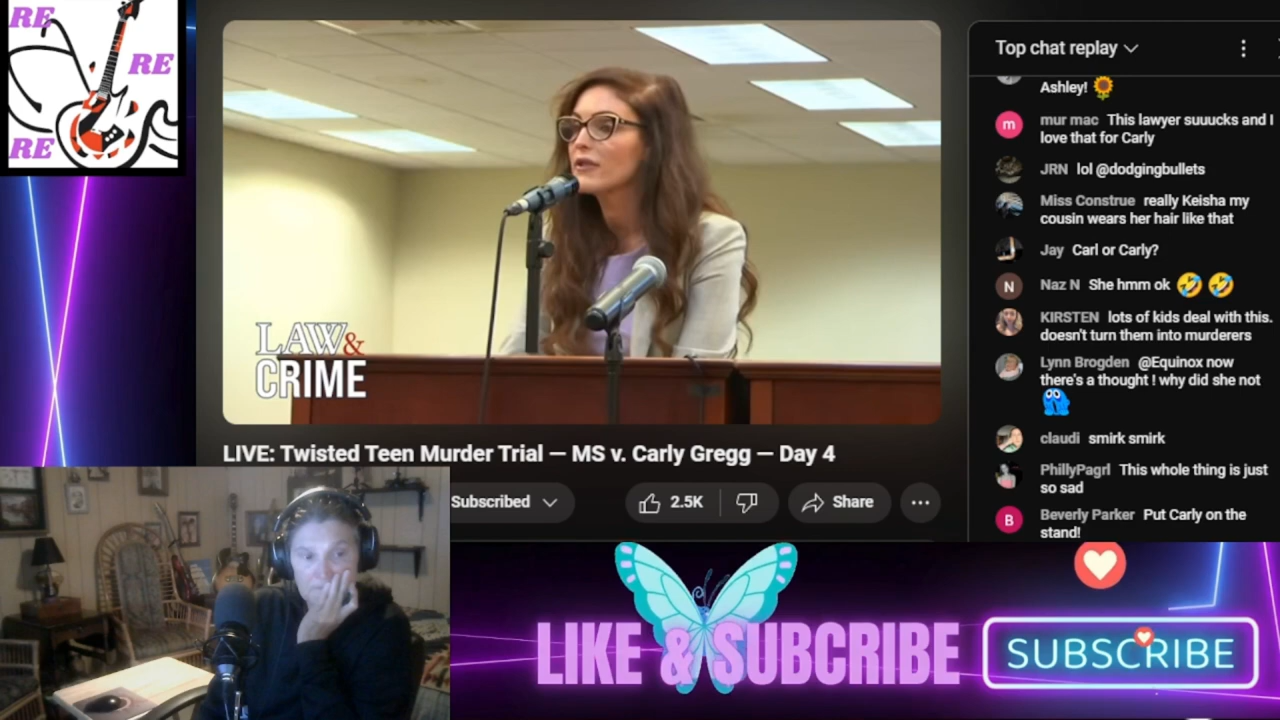 RE
RE
RE
LAW&
CRIME
LIVE: Twisted Teen Murder Trial — MS v. Carly Gregg — Day 4
Subscribed
2.5K
Share
Top chat replay
Ashley! 🌻
m
mur mac This lawyer suuucks and I
love that for Carly
JRN lol @dodgingbullets
Miss Construe really Keisha my
cousin wears her hair like that
Jay Carl or Carly?
N
Naz N She hmm ok 🤣 🤣
KIRSTEN lots of kids deal with this.
doesn't turn them into murderers
Lynn Brogden @Equinox now
there's a thought ! why did she not
claudi smirk smirk
PhillyPagrl This whole thing is just
so sad
B
Beverly Parker Put Carly on the
stand!
LIKE & SUBCRIBE
SUBSCRIBE